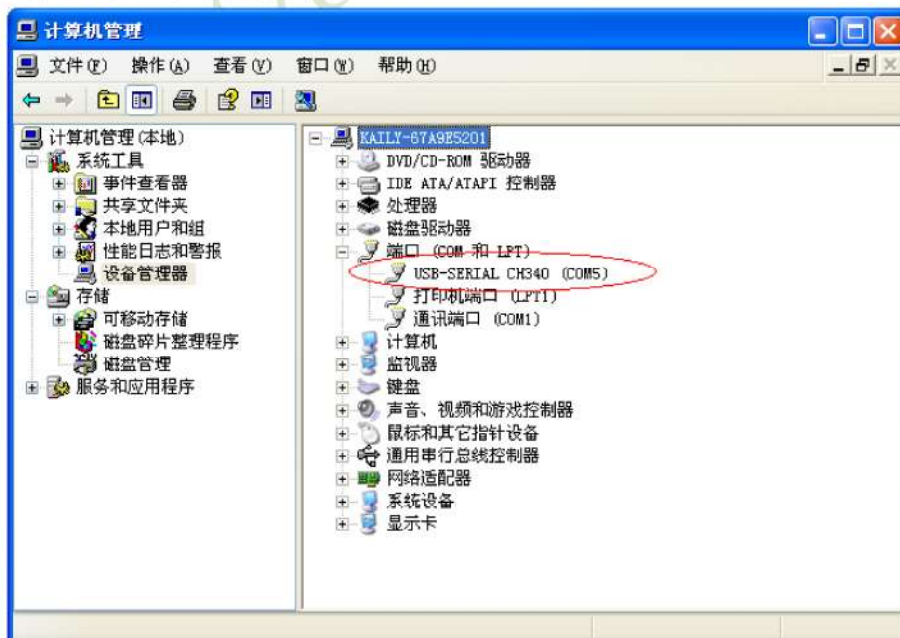 计算机管理
文件(F) 操作(A) 查看(V) 窗口(W) 帮助(H)
计算机管理(本地)
系统工具
事件查看器
共享文件夹
本地用户和组
性能日志和警报
设备管理器
存储
可移动存储
磁盘碎片整理程序
磁盘管理
服务和应用程序
KAILY-67A9E5201
DVD/CD-ROM 驱动器
IDE ATA/ATAPI 控制器
处理器
磁盘驱动器
端口 (COM 和 LPT)
USB-SERIAL CH340 (COM5)
打印机端口 (LPT1)
通讯端口 (COM1)
计算机
监视器
键盘
声音、视频和游戏控制器
鼠标和其它指针设备
通用串行总线控制器
网络适配器
系统设备
显示卡